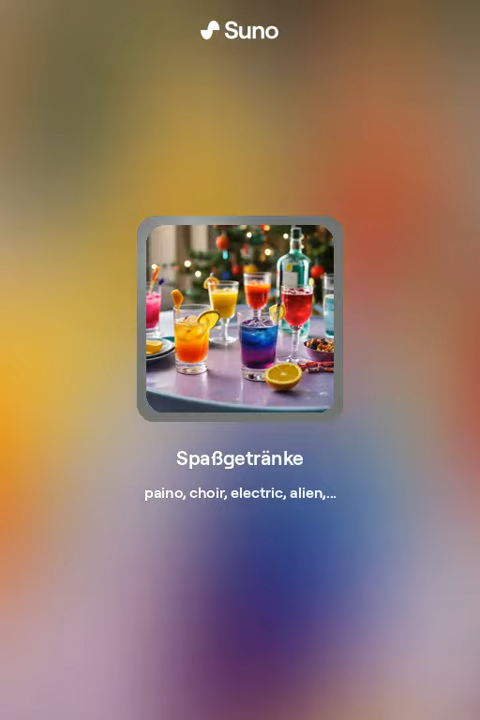 Suno
Spaßgetränke
paino, choir, electric, alien,...